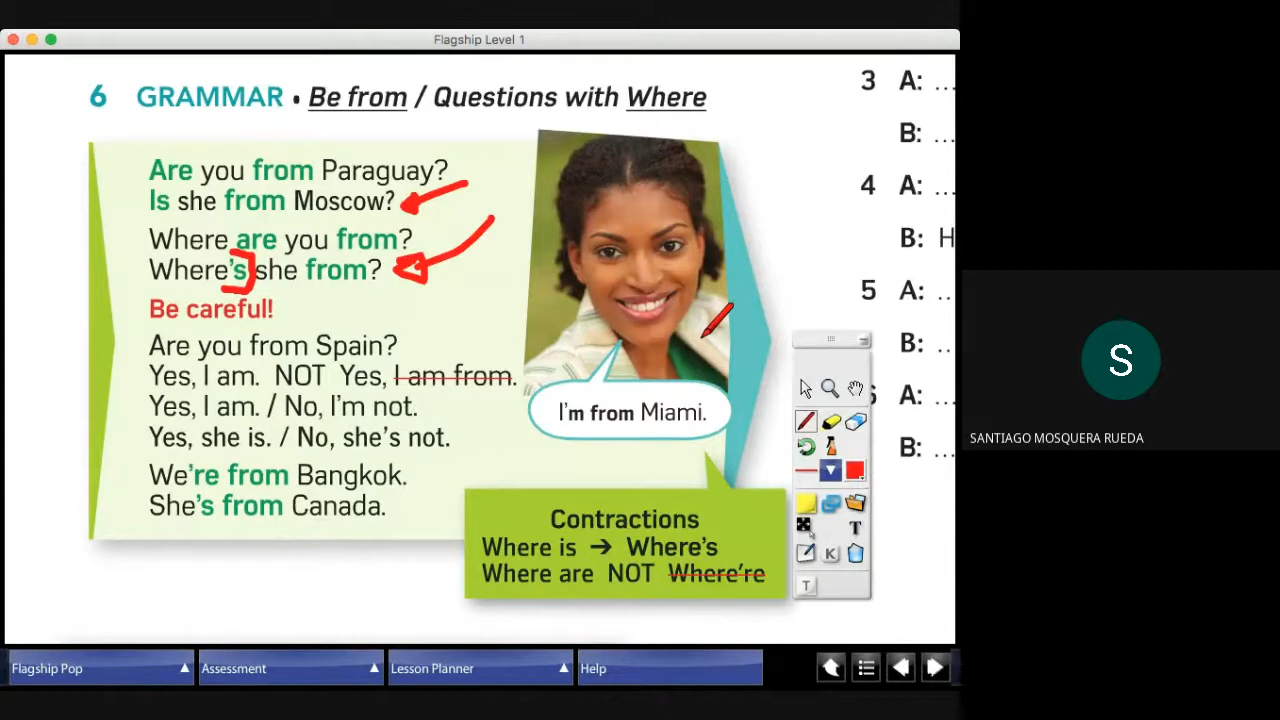 Flagship Level 1
6 GRAMMAR • Be from / Questions with Where
Are you from Paraguay?
Is she from Moscow?
Where are you from?
Where's she from?
Be careful!
Are you from Spain?
Yes, I am. NOT Yes, I am from.
Yes, I am. / No, I'm not.
Yes, she is. / No, she's not.
We're from Bangkok.
She's from Canada.
I'm from Miami.
Contractions
Where is → Where's
Where are NOT Where're
3 A: ...
B: ...
4 A: ...
B: H
5 A: ..
B: ..
6 A: ..
B: ..
T
K
T
S
SANTIAGO MOSQUERA RUEDA
Flagship Pop
Assessment
Lesson Planner
Help